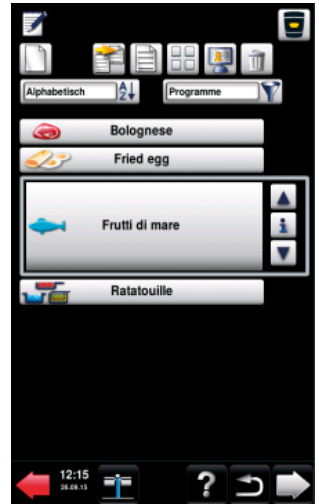 Alphabetisch
Programme
Bolognese
Fried egg
Frutti di mare
Ratatouille
12:15
26.09.15